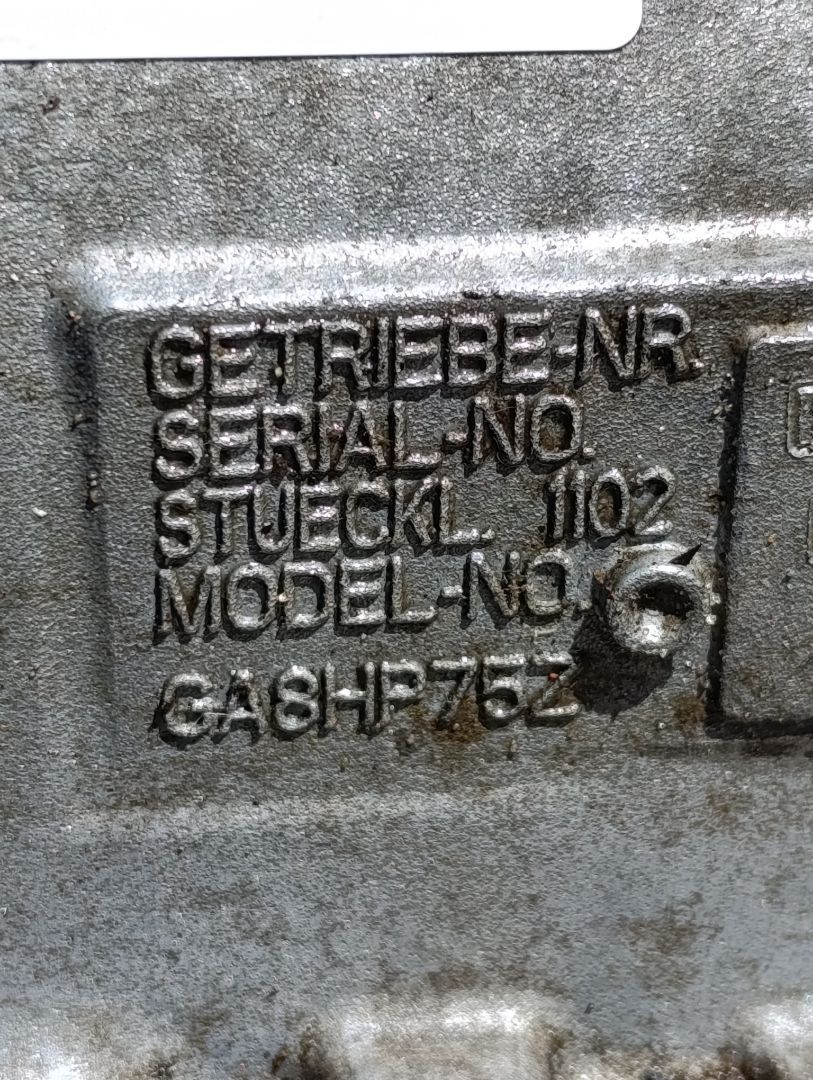 GETRIEBE-NR.
SERIAL-NO.
STUECKL. 1102
MODEL-NO.
GA8HP75Z